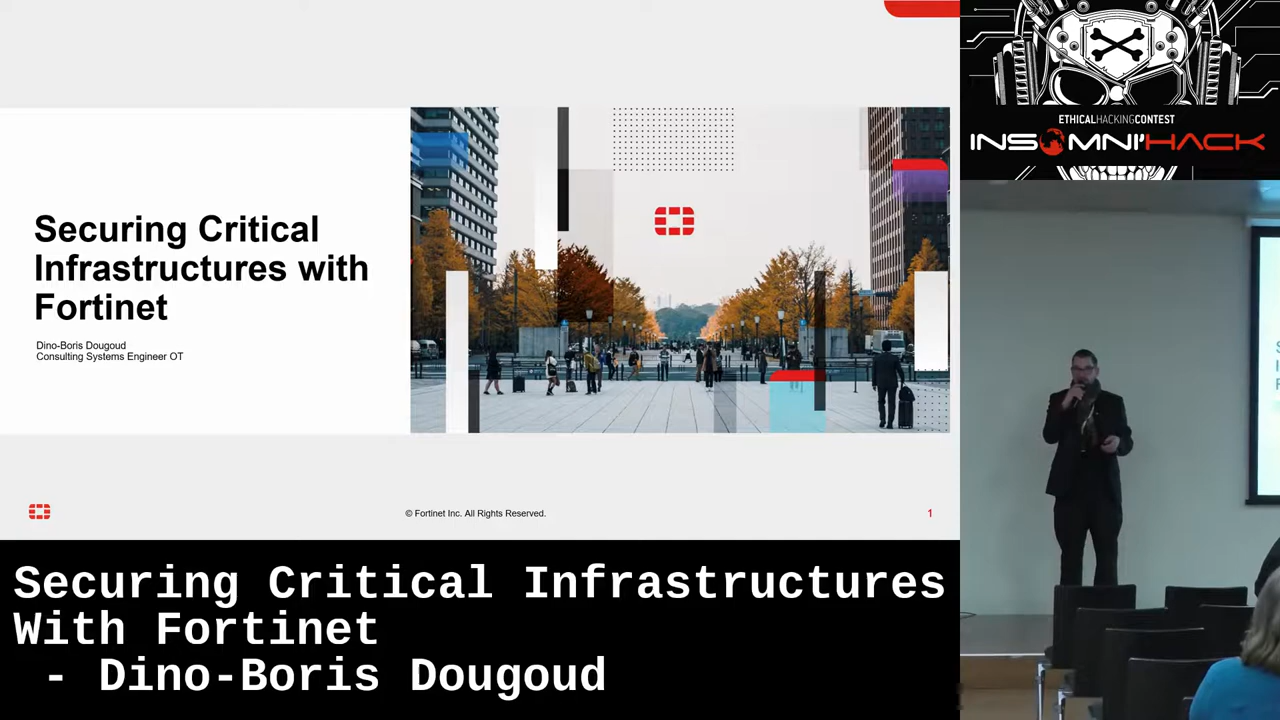 Securing Critical
Infrastructures with
Fortinet
Dino-Boris Dougoud
Consulting Systems Engineer OT
© Fortinet Inc. All Rights Reserved.
1
ETHICALHACKINGCONTEST
INSOMNI'HACK
Securing Critical Infrastructures
With Fortinet
- Dino-Boris Dougoud